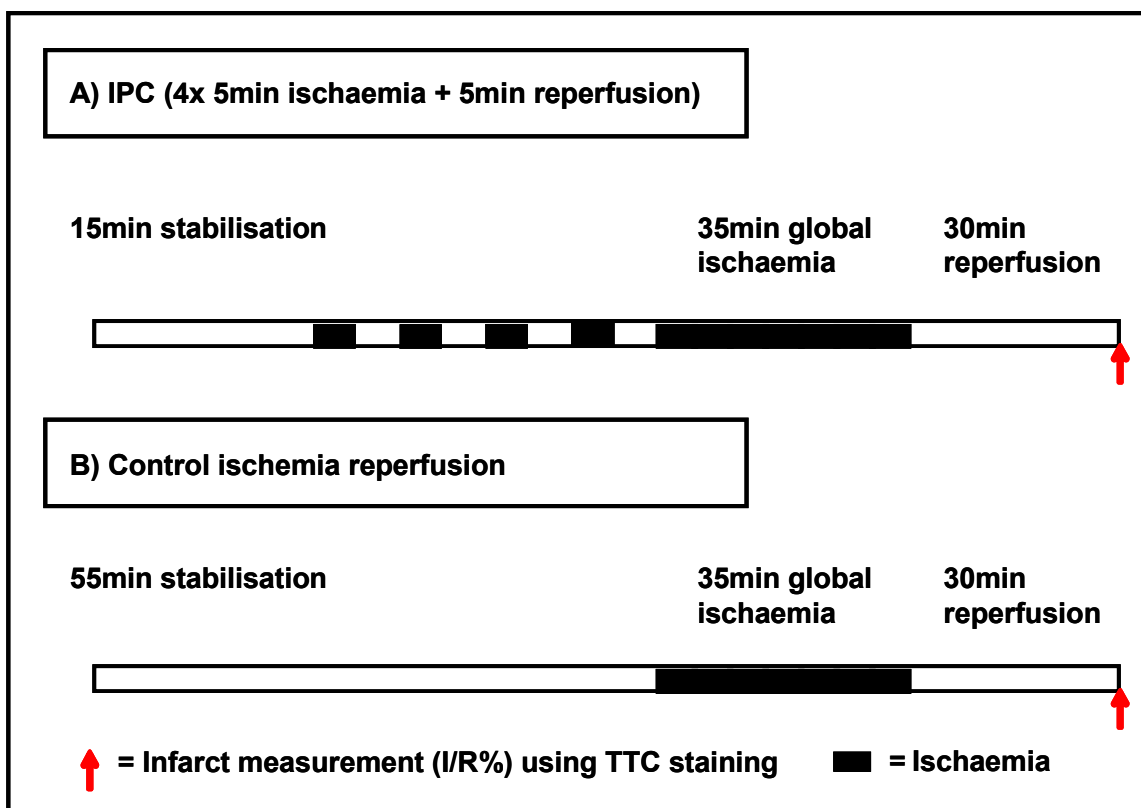 A) IPC (4x 5min ischaemia + 5min reperfusion)
15min stabilisation
35min global
ischaemia
30min
reperfusion
B) Control ischemia reperfusion
55min stabilisation
35min global
ischaemia
30min
reperfusion
= Infarct measurement (I/R%) using TTC staining
= Ischaemia